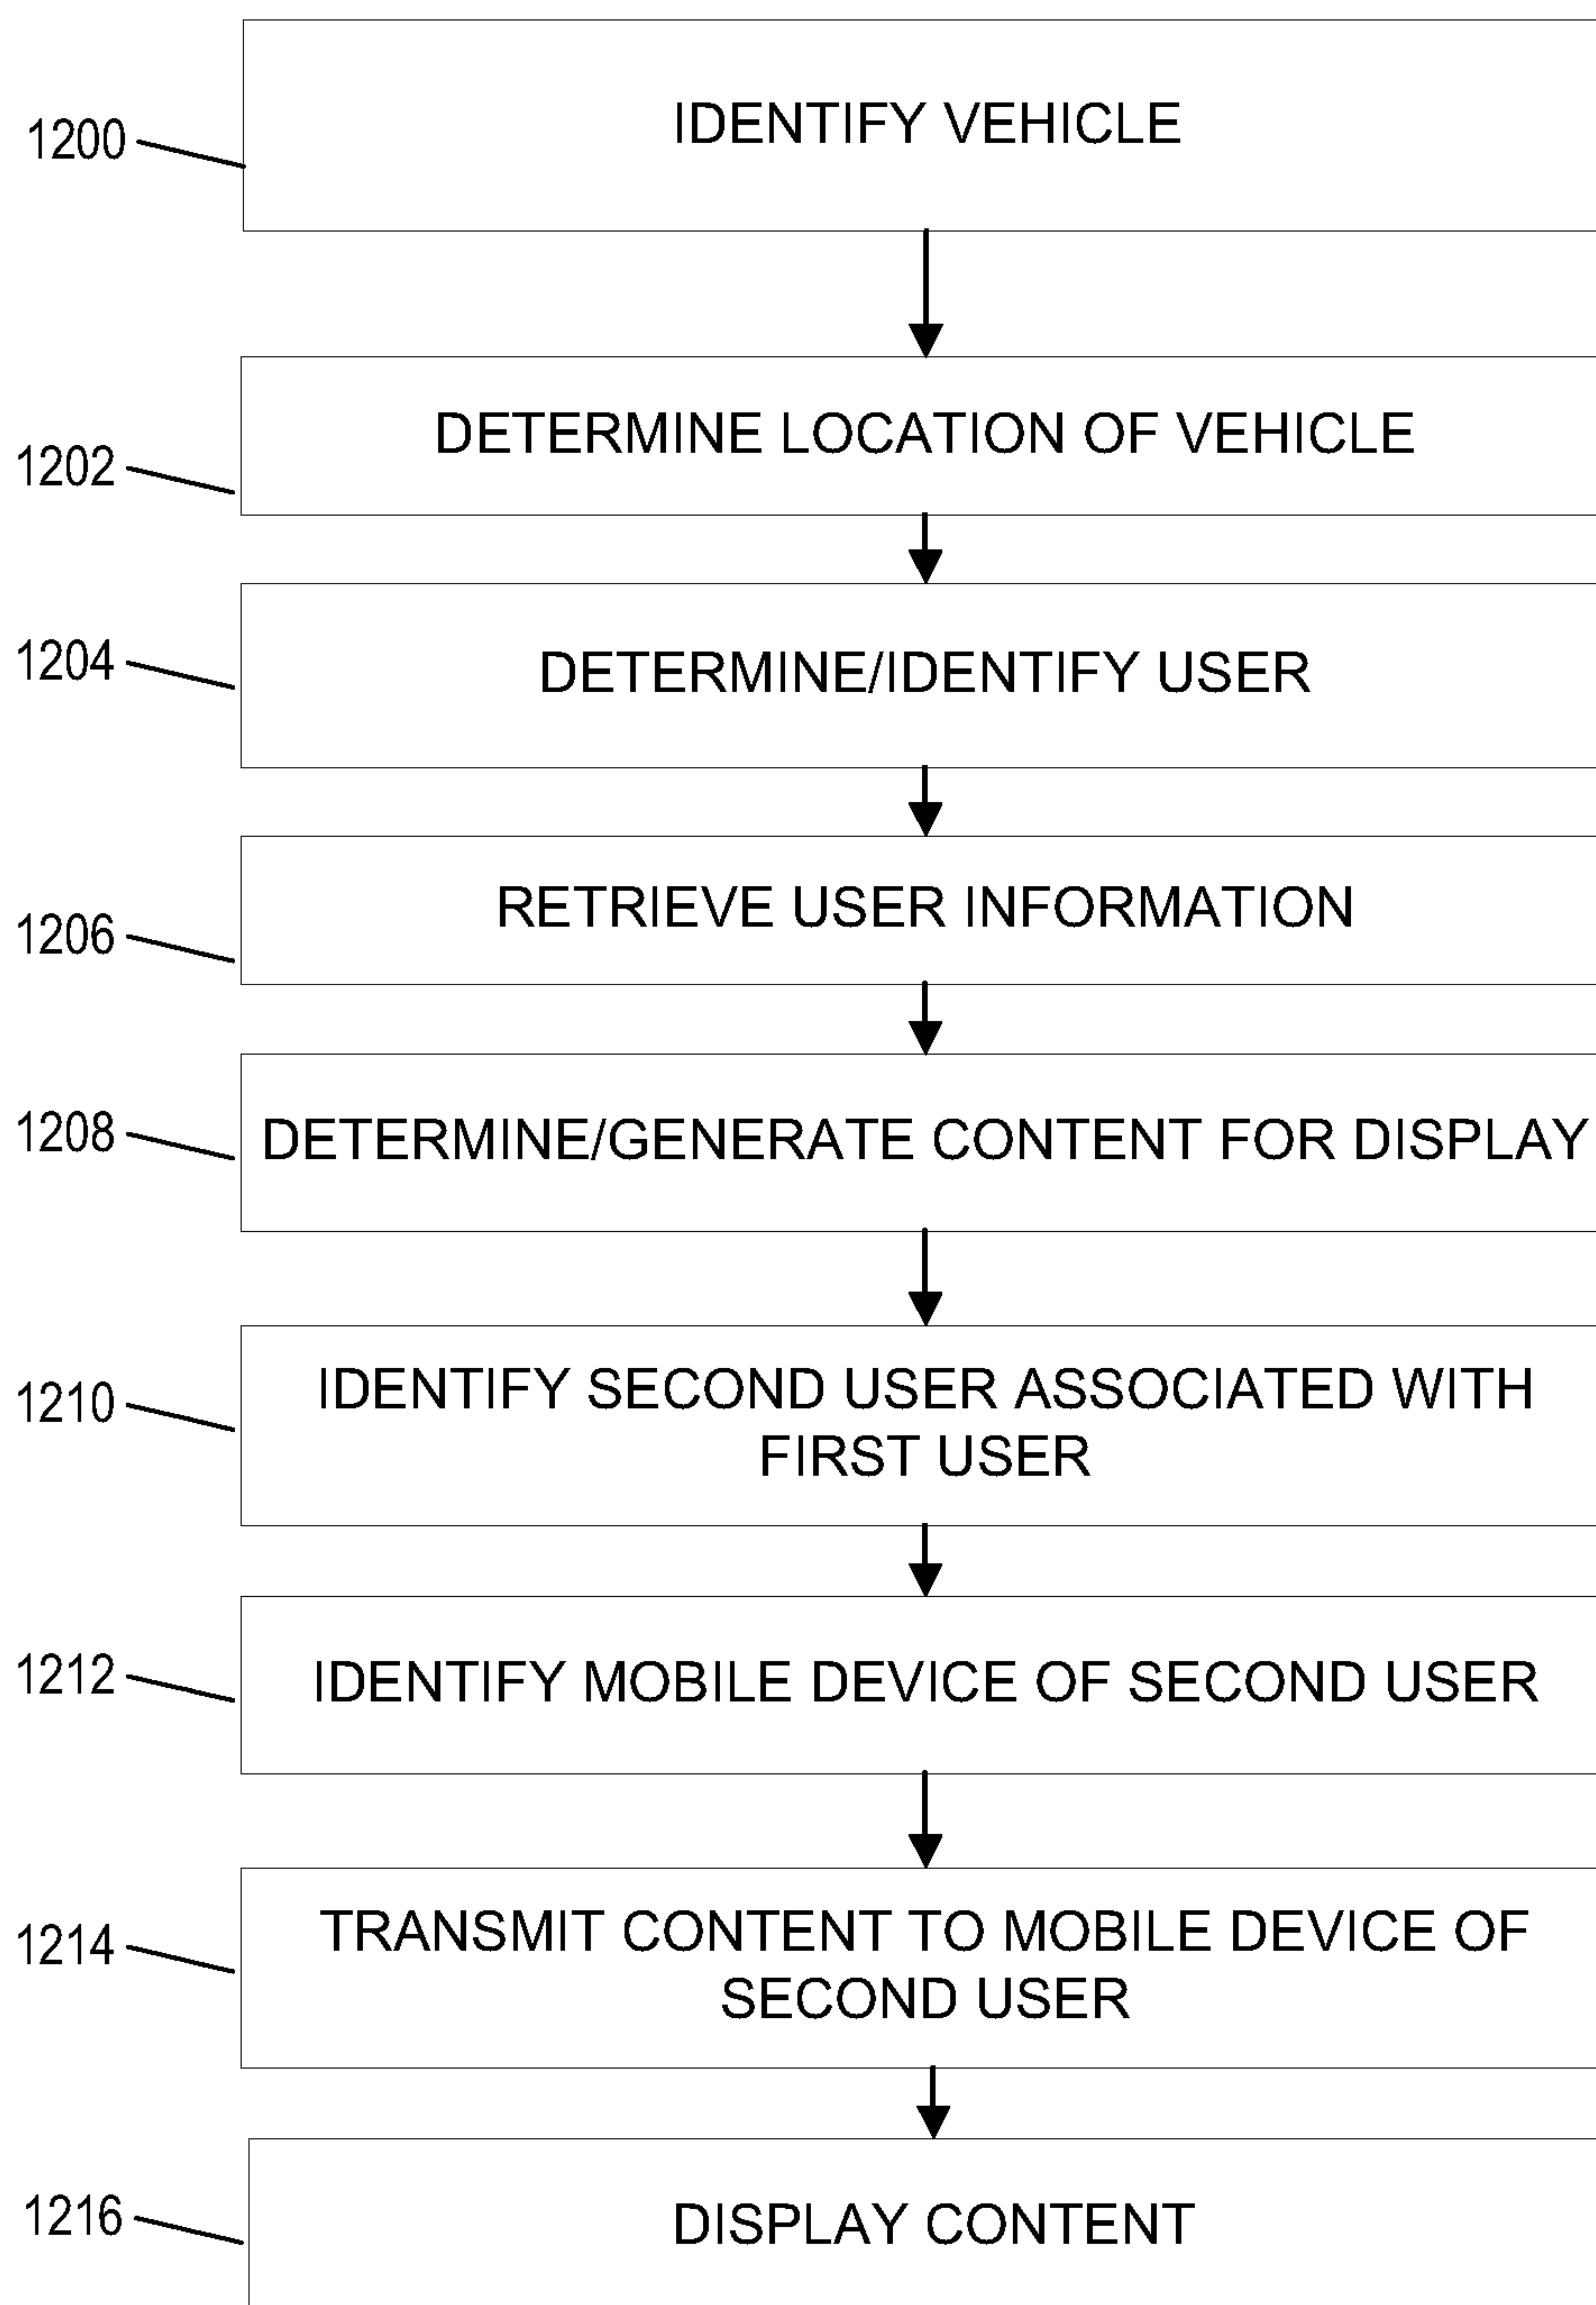 1200
IDENTIFY VEHICLE
1202
DETERMINE LOCATION OF VEHICLE
1204
DETERMINE/IDENTIFY USER
1206
RETRIEVE USER INFORMATION
1208
DETERMINE/GENERATE CONTENT FOR DISPLAY
1210
IDENTIFY SECOND USER ASSOCIATED WITH
FIRST USER
1212
IDENTIFY MOBILE DEVICE OF SECOND USER
1214
TRANSMIT CONTENT TO MOBILE DEVICE OF
SECOND USER
1216
DISPLAY CONTENT